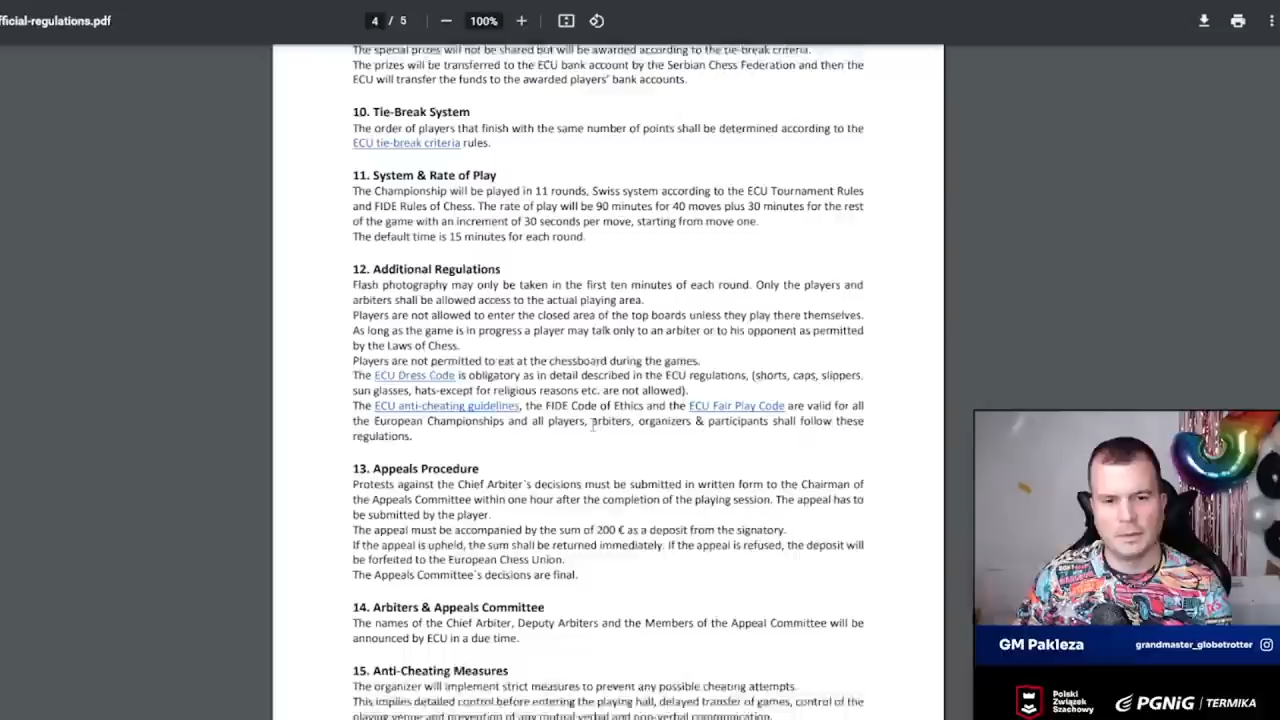 fficial-regulations.pdf
4 / 5
100%
The special prizes will not be shared but will be awarded according to the tie-break criteria.
The prizes will be transferred to the ECU bank account by the Serbian Chess Federation and then the
ECU will transfer the funds to the awarded players' bank accounts.
10. Tie-Break System
The order of players that finish with the same number of points shall be determined according to the
ECU tie-break criteria rules.
11. System & Rate of Play
The Championship will be played in 11 rounds, Swiss system according to the ECU Tournament Rules
and FIDE Rules of Chess. The rate of play will be 90 minutes for 40 moves plus 30 minutes for the rest
of the game with an increment of 30 seconds per move, starting from move one.
The default time is 15 minutes for each round.
12. Additional Regulations
Flash photography may only be taken in the first ten minutes of each round. Only the players and
arbiters shall be allowed access to the actual playing area.
Players are not allowed to enter the closed area of the top boards unless they play there themselves.
As long as the game is in progress a player may talk only to an arbiter or to his opponent as permitted
by the Laws of Chess.
Players are not permitted to eat at the chessboard during the games.
The ECU Dress Code is obligatory as in detail described in the ECU regulations, (shorts, caps, slippers.
sun glasses, hats-except for religious reasons etc. are not allowed).
The ECU anti-cheating guidelines, the FIDE Code of Ethics and the ECU Fair Play Code are valid for all
the European Championships and all players, arbiters, organizers & participants shall follow these
regulations.
13. Appeals Procedure
Protests against the Chief Arbiter`s decisions must be submitted in written form to the Chairman of
the Appeals Committee within one hour after the completion of the playing session. The appeal has to
be submitted by the player.
The appeal must be accompanied by the sum of 200 € as a deposit from the signatory.
If the appeal is upheld, the sum shall be returned immediately. If the appeal is refused, the deposit will
be forfeited to the European Chess Union.
The Appeals Committee`s decisions are final.
14. Arbiters & Appeals Committee
The names of the Chief Arbiter, Deputy Arbiters and the Members of the Appeal Committee will be
announced by ECU in a due time.
15. Anti-Cheating Measures
The organizer will implement strict measures to prevent any possible cheating attempts.
This implies detailed control before entering the playing hall, delayed transfer of games, control of the
playing venue and prevention of any mutual verbal and non-verbal communication.
GM Pakleza
grandmaster_globetrotter
Polski
Związek
Szachowy
PGNiG / TERMIKA